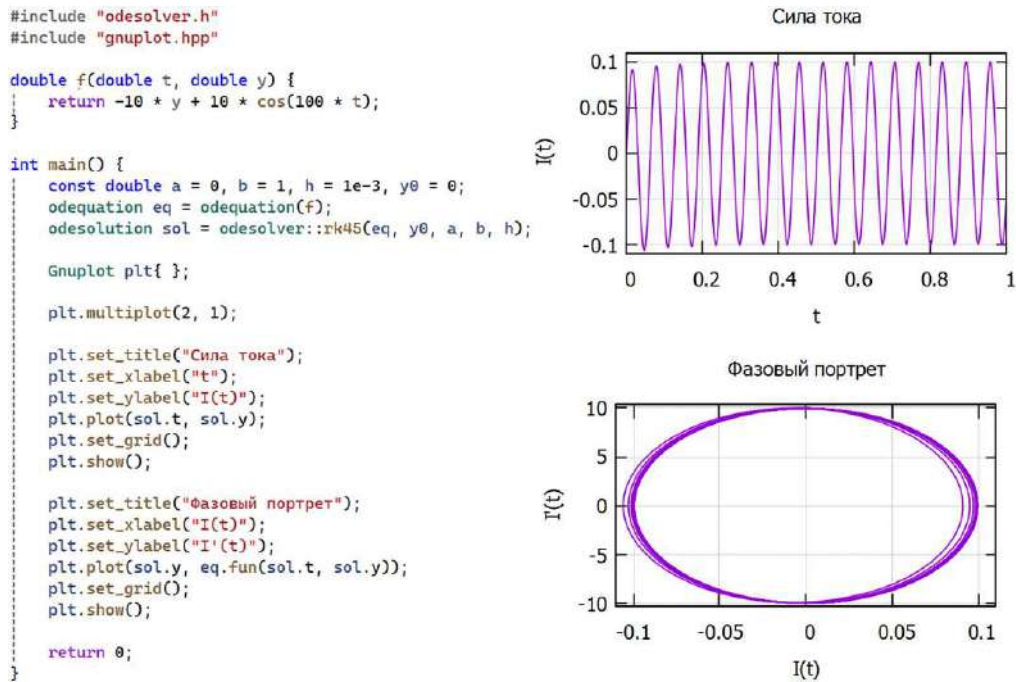 #include "odesolver.h"
#include "gnuplot.hpp"
double f(double t, double y) {
return -10 * y + 10 * cos(100 * t);
}
int main() {
const double a = 0, b = 1, h = 1e-3, y0 = 0;
odequation eq = odequation(f);
odesolution sol = odesolver::rk45(eq, y0, a, b, h);
Gnuplot plt{ };
plt.multiplot(2, 1);
plt.set_title("Сила тока");
plt.set_xlabel("t");
plt.set_ylabel("I(t)");
plt.plot(sol.t, sol.y);
plt.set_grid();
plt.show();
plt.set_title("Фазовый портрет");
plt.set_xlabel("I(t)");
plt.set_ylabel("I'(t)");
plt.plot(sol.y, eq.fun(sol.t, sol.y));
plt.set_grid();
plt.show();
return 0;
}
Сила тока
I(t)
0.1
0.05
0
-0.05
-0.1
0 0.2 0.4 0.6 0.8 1
t
Фазовый портрет
I'(t)
10
5
0
-5
-10
-0.1 -0.05 0 0.05 0.1
I(t)